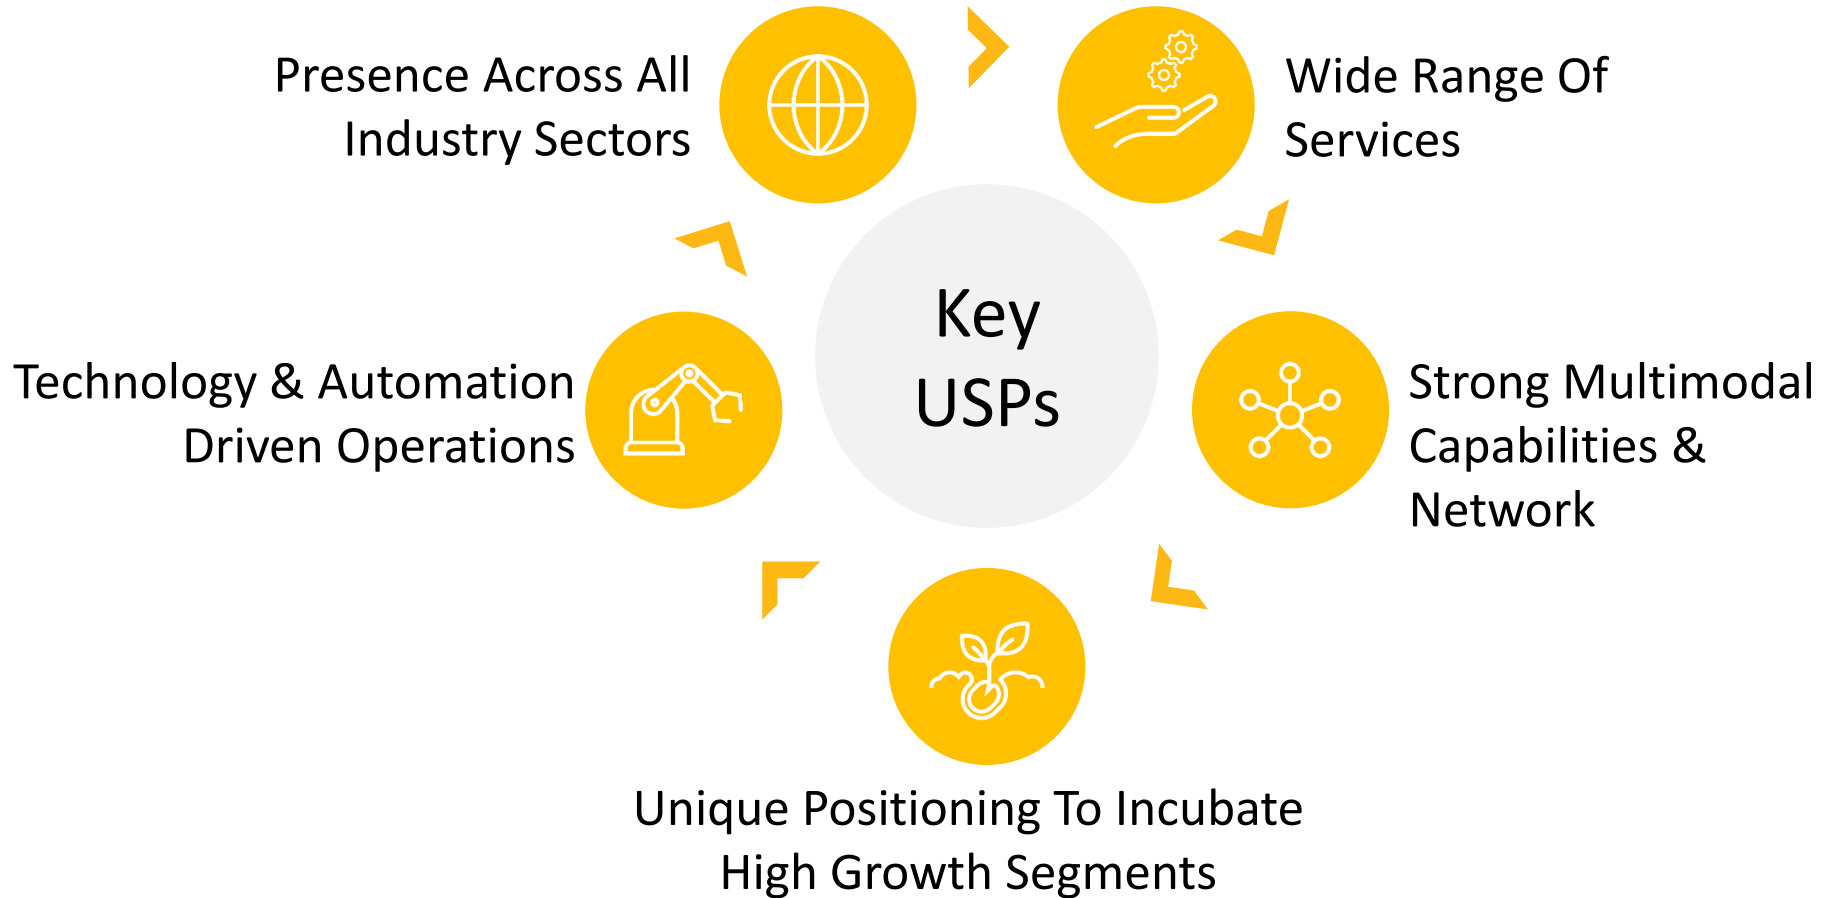 Presence Across All
Industry Sectors
Wide Range Of
Services
Key
USPs
Technology & Automation
Driven Operations
Strong Multimodal
Capabilities &
Network
Unique Positioning To Incubate
High Growth Segments